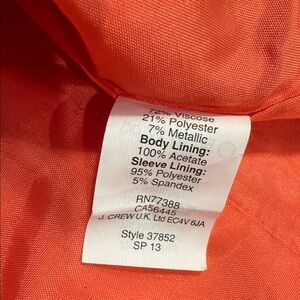 72% Viscose
21% Polyester
7% Metallic
Body Lining:
100% Acetate
Sleeve Lining:
95% Polyester
5% Spandex
RN77388
CA56445
J. CREW U.K. Ltd EC4V 6JA
Style 37852
SP 13